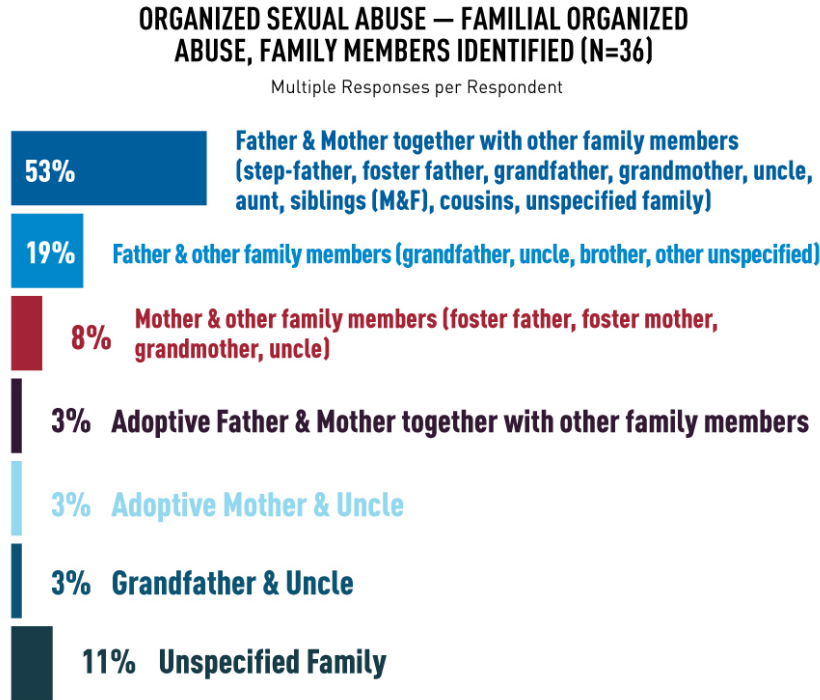 ORGANIZED SEXUAL ABUSE — FAMILIAL ORGANIZED
ABUSE, FAMILY MEMBERS IDENTIFIED (N=36)
Multiple Responses per Respondent
53%
Father & Mother together with other family members
(step-father, foster father, grandfather, grandmother, uncle,
aunt, siblings (M&F), cousins, unspecified family)
19%
Father & other family members (grandfather, uncle, brother, other unspecified)
8%
Mother & other family members (foster father, foster mother,
grandmother, uncle)
3% Adoptive Father & Mother together with other family members
3% Adoptive Mother & Uncle
3% Grandfather & Uncle
11% Unspecified Family